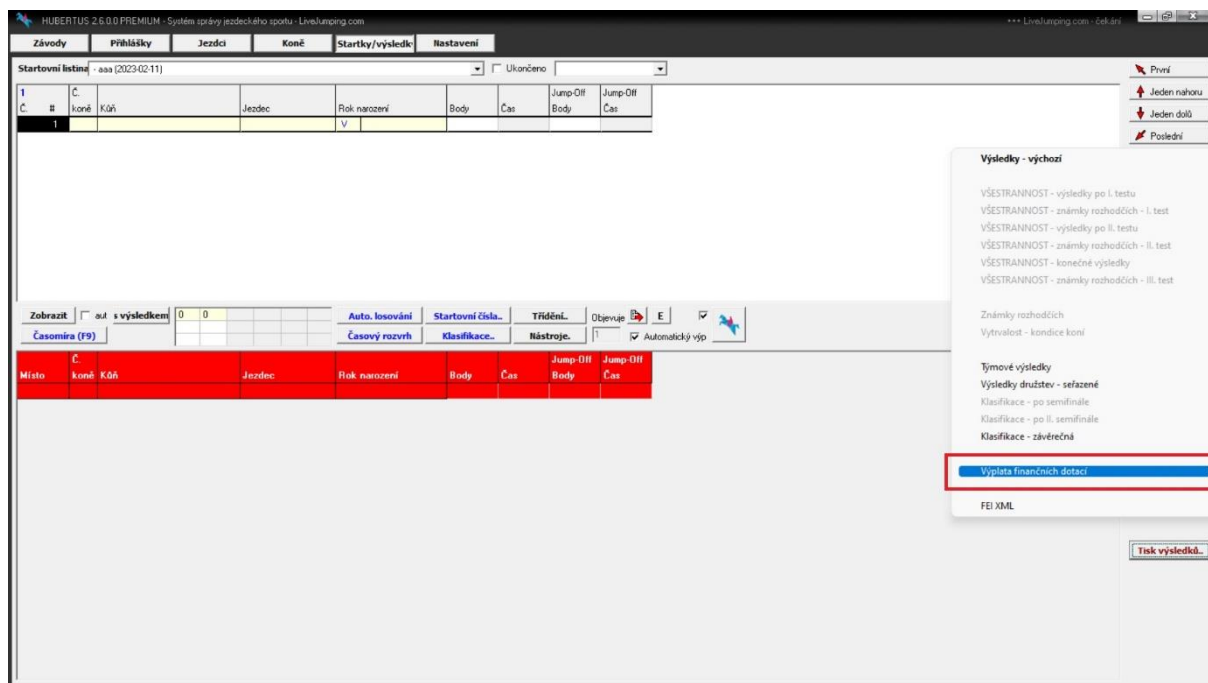 HUBERTUS 2.6.0.0 PREMIUM - Systém správy jezdeckého sportu - LiveJumping.com
••• LiveJumping.com - čekání
Závody Přihlášky Jezdci Koně Startky/výsledk Nastavení
Startovní listina - aaa (2023-02-11) Ukončeno
První
Jeden nahoru
Jeden dolů
Poslední
1 Č. Jump-Off Jump-Off
Č. # koně Kůň Jezdec Rok narození Body Čas Body Čas
1 V
Výsledky - výchozí
VŠESTRANNOST - výsledky po I. testu
VŠESTRANNOST - známky rozhodčích - I. test
VŠESTRANNOST - výsledky po II. testu
VŠESTRANNOST - známky rozhodčích - II. test
VŠESTRANNOST - konečné výsledky
VŠESTRANNOST - známky rozhodčích - III. test
Známky rozhodčích
Vytrvalost - kondice koní
Týmové výsledky
Výsledky družstev - seřazené
Klasifikace - po semifinále
Klasifikace - po II. semifinále
Klasifikace - závěrečná
Výplata finančních dotací
FEI XML
Zobrazit aut s výsledkem 0 0 Auto. losování Startovní čísla.. Třídění.. Objevuje E
Časomíra (F9) Časový rozvrh Klasifikace.. Nástroje. 1 Automatický výp
Č. Jump-Off Jump-Off
Místo koně Kůň Jezdec Rok narození Body Čas Body Čas
Tisk výsledků..